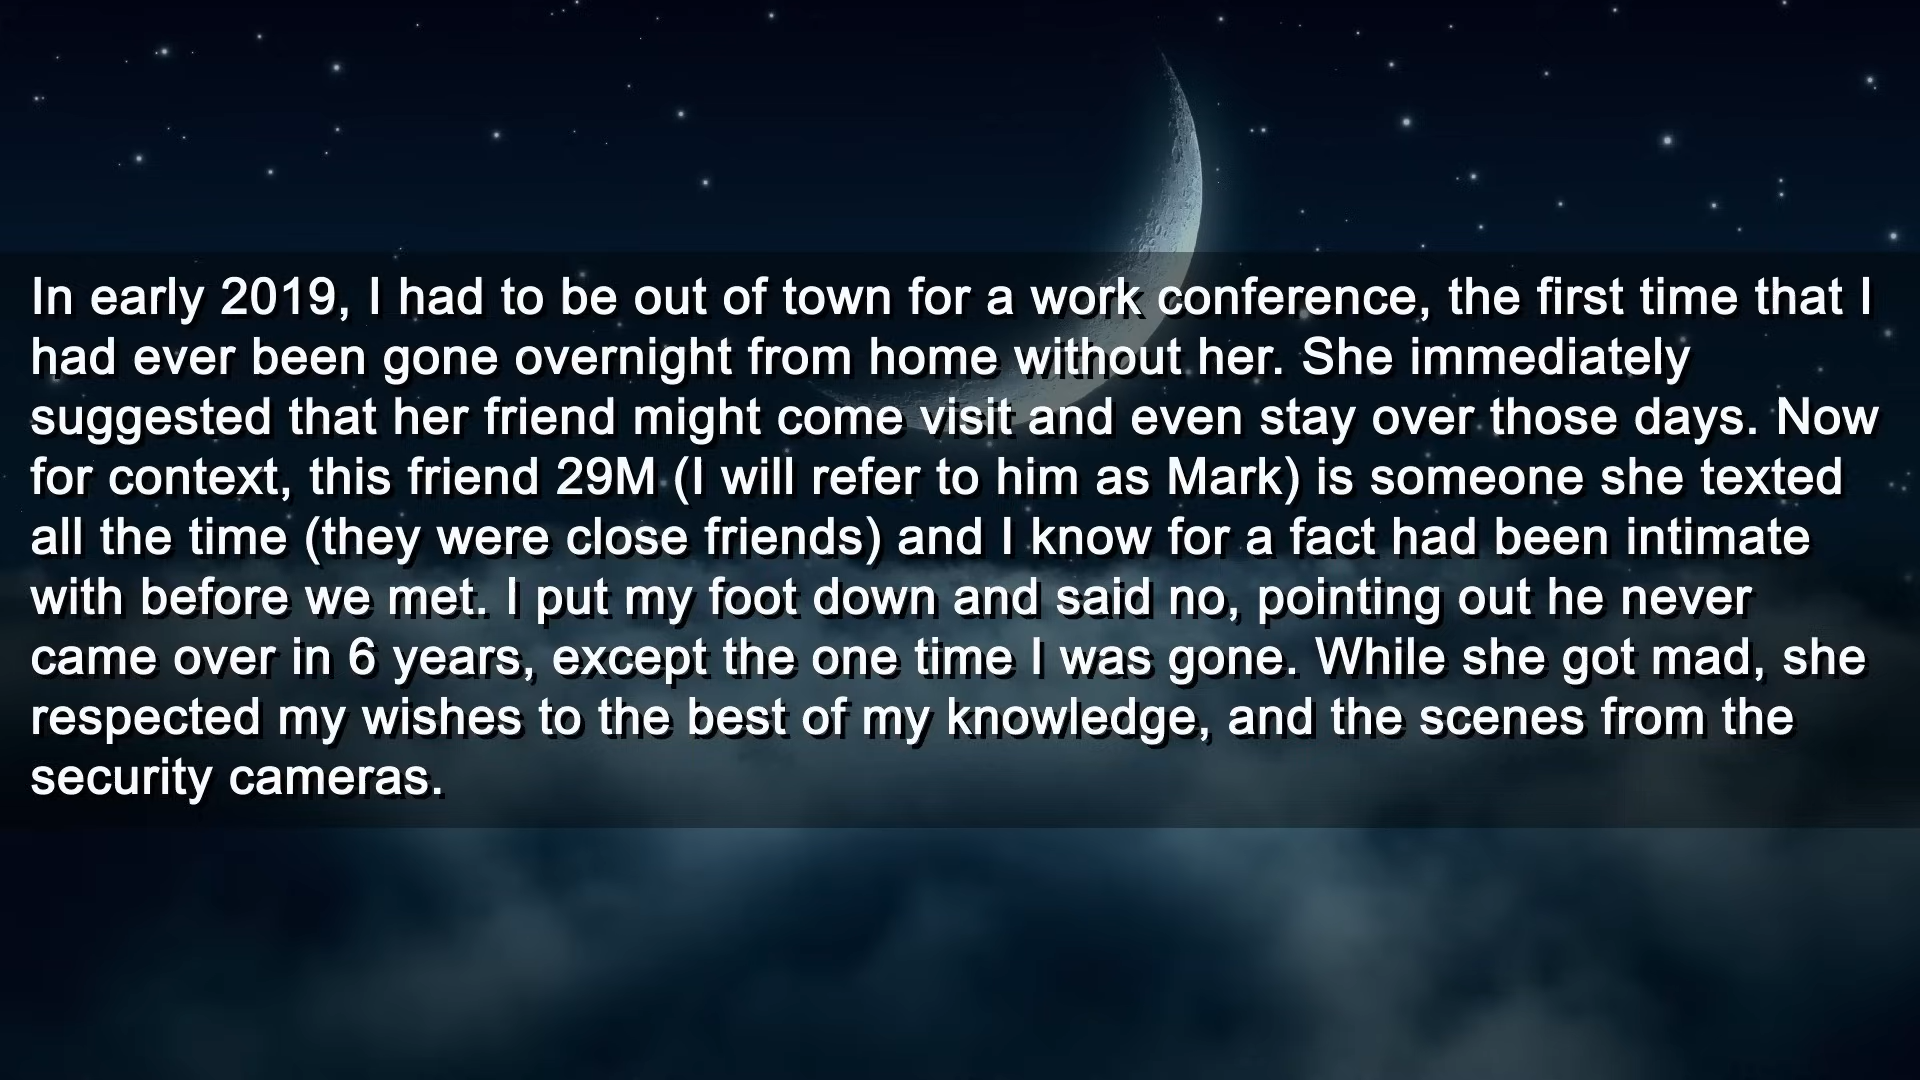 In early 2019, I had to be out of town for a work conference, the first time that I
had ever been gone overnight from home without her. She immediately
suggested that her friend might come visit and even stay over those days. Now
for context, this friend 29M (I will refer to him as Mark) is someone she texted
all the time (they were close friends) and I know for a fact had been intimate
with before we met. I put my foot down and said no, pointing out he never
came over in 6 years, except the one time I was gone. While she got mad, she
respected my wishes to the best of my knowledge, and the scenes from the
security cameras.